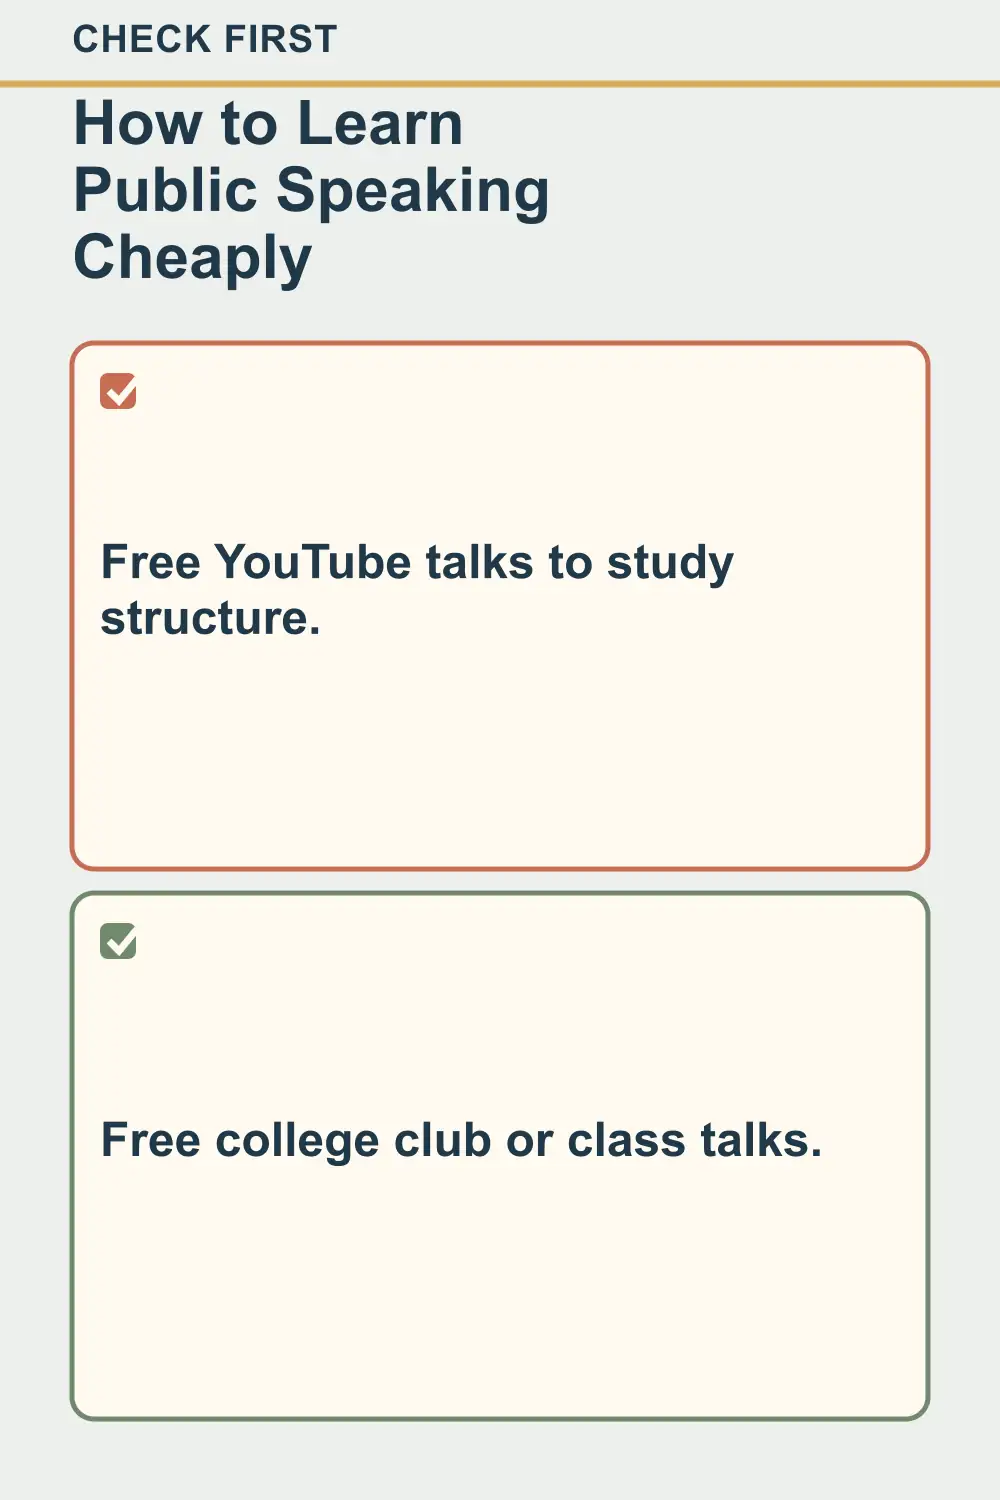 CHECK FIRST
How to Learn
Public Speaking
Cheaply
Free YouTube talks to study
structure.
Free college club or class talks.